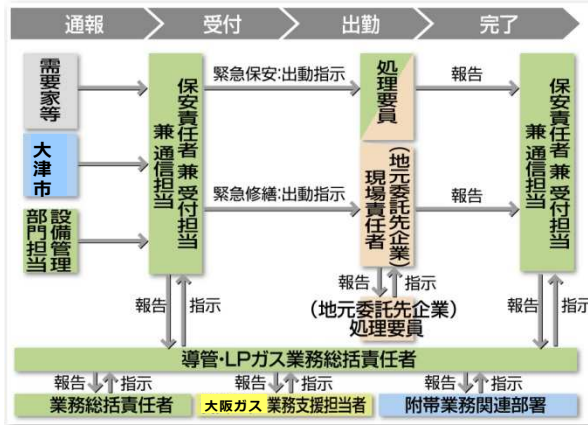 通報
受付
出勤
完了
需要家等
大津市
設備管理
部門担当
保安責任者 兼 受付担当
兼 通信担当
緊急保安:出動指示
緊急修繕:出動指示
処理要員
(地元委託先企業)
現場責任者
報告
報告
保安責任者 兼 受付担当
兼 通信担当
報告
指示
報告
指示
(地元委託先企業)
処理要員
報告
指示
導管・LPガス業務総括責任者
報告
指示
報告
指示
報告
指示
業務総括責任者
大阪ガス 業務支援担当者
附帯業務関連部署